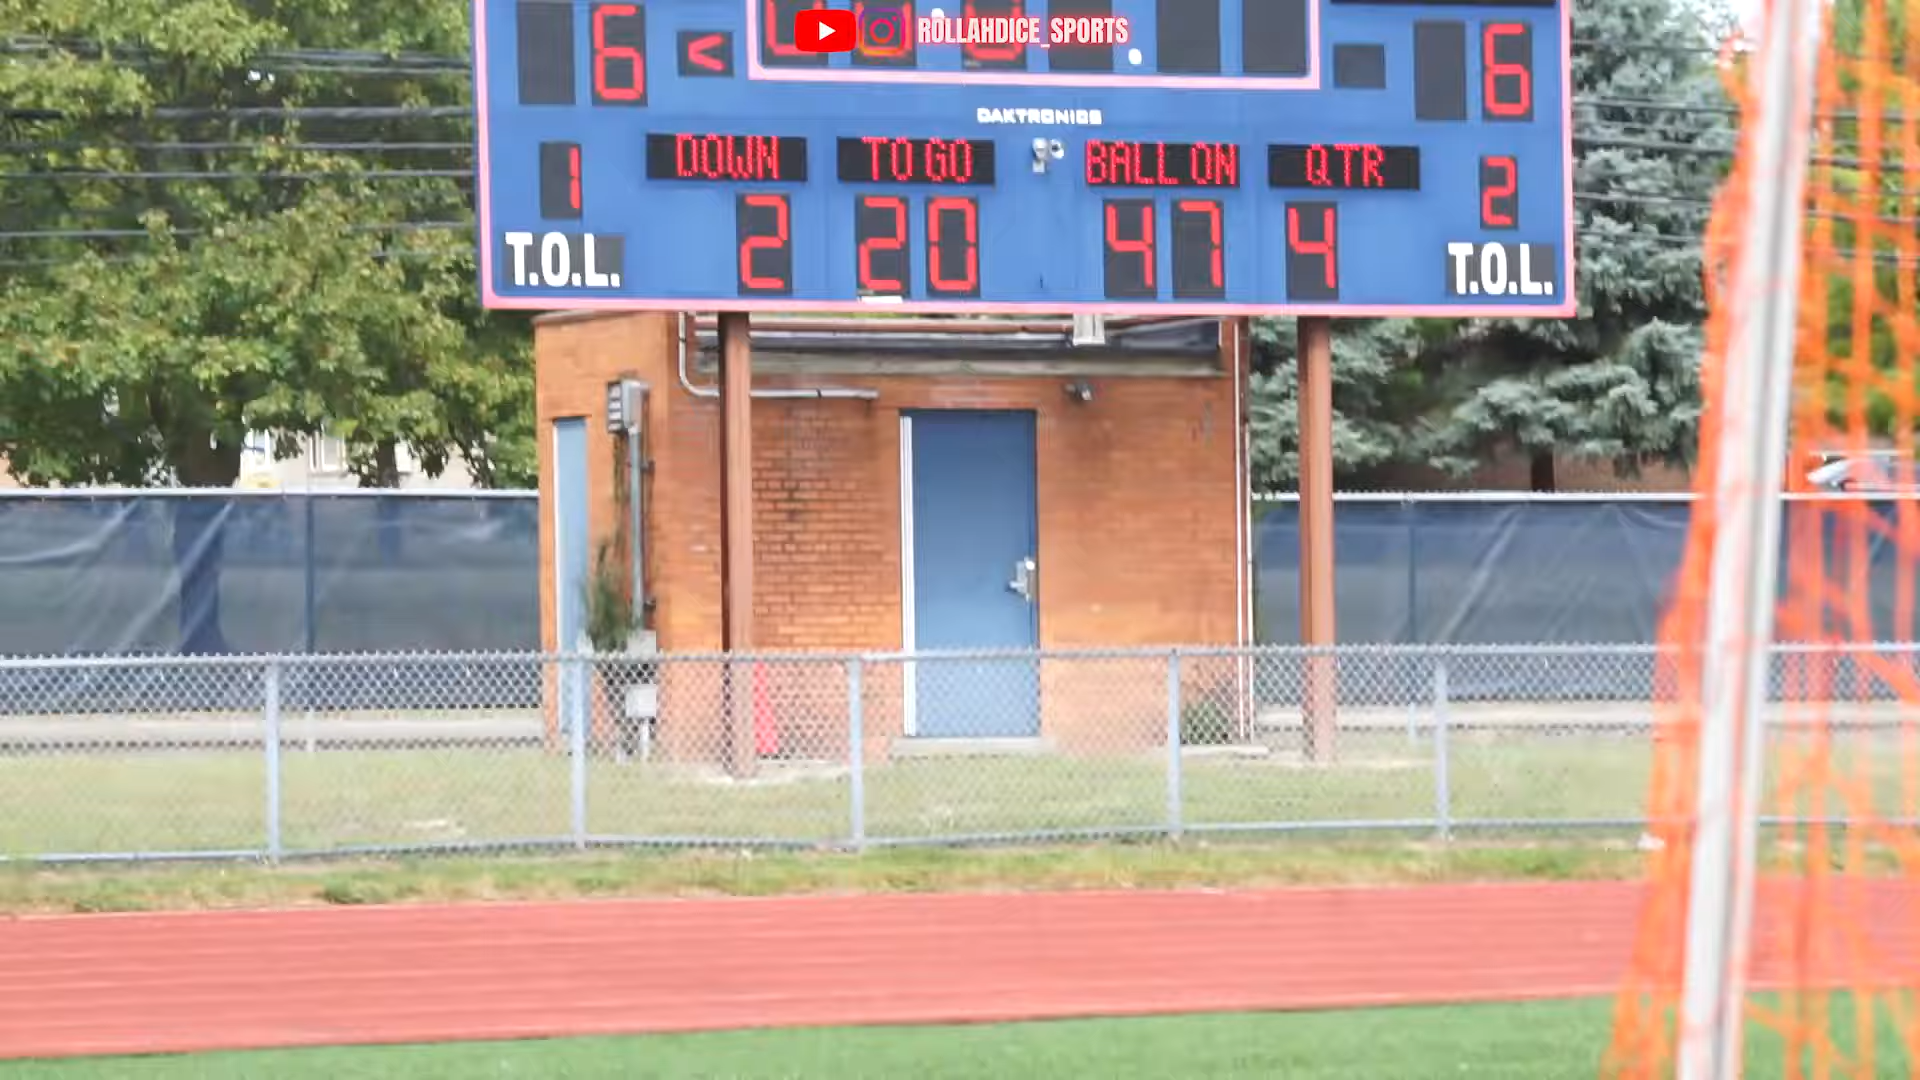 ROLLAHDICE_SPORTS
6 < 6
DAKTRONICS
DOWN TO GO BALL ON QTR
1 2 20 47 4 2
T.O.L. T.O.L.